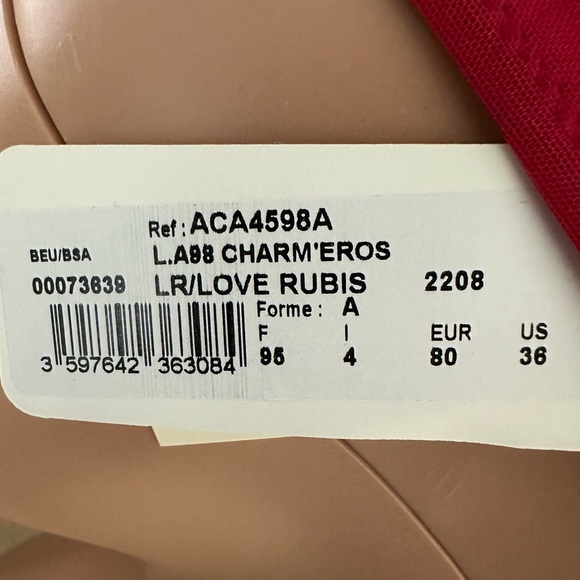 Ref : ACA4598A
BEU/BSA L.A98 CHARM'EROS
00073639 LR/LOVE RUBIS 2208
Forme : A
F I EUR US
95 4 80 36
3 597642 363084